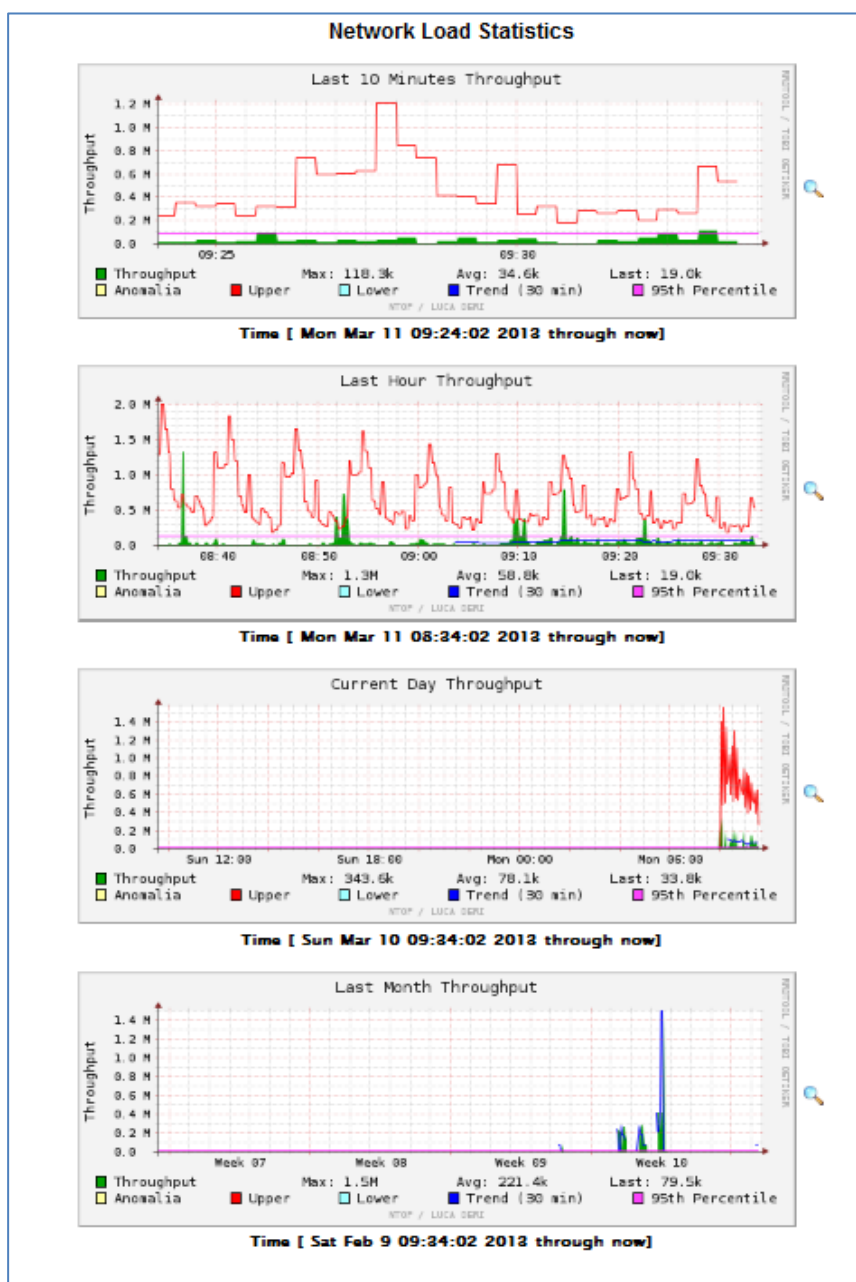 Network Load Statistics
Last 10 Minutes Throughput
RRDTOOL / TOBI OETIKER
Throughput
1.2 M
1.0 M
0.8 M
0.6 M
0.4 M
0.2 M
0.0
09:25 09:30
Throughput Max: 118.3k Avg: 34.6k Last: 19.0k
Anomalia Upper Lower Trend (30 min) 95th Percentile
NTOP / LUCA DERI
Time [ Mon Mar 11 09:24:02 2013 through now]
Last Hour Throughput
RRDTOOL / TOBI OETIKER
Throughput
2.0 M
1.5 M
1.0 M
0.5 M
0.0
08:40 08:50 09:00 09:10 09:20 09:30
Throughput Max: 1.3M Avg: 58.8k Last: 19.0k
Anomalia Upper Lower Trend (30 min) 95th Percentile
NTOP / LUCA DERI
Time [ Mon Mar 11 08:34:02 2013 through now]
Current Day Throughput
RRDTOOL / TOBI OETIKER
Throughput
1.4 M
1.2 M
1.0 M
0.8 M
0.6 M
0.4 M
0.2 M
0.0
Sun 12:00 Sun 18:00 Mon 00:00 Mon 06:00
Throughput Max: 343.6k Avg: 78.1k Last: 33.8k
Anomalia Upper Lower Trend (30 min) 95th Percentile
NTOP / LUCA DERI
Time [ Sun Mar 10 09:34:02 2013 through now]
Last Month Throughput
RRDTOOL / TOBI OETIKER
Throughput
1.4 M
1.2 M
1.0 M
0.8 M
0.6 M
0.4 M
0.2 M
0.0
Week 07 Week 08 Week 09 Week 10
Throughput Max: 1.5M Avg: 221.4k Last: 79.5k
Anomalia Upper Lower Trend (30 min) 95th Percentile
NTOP / LUCA DERI
Time [ Sat Feb 9 09:34:02 2013 through now]